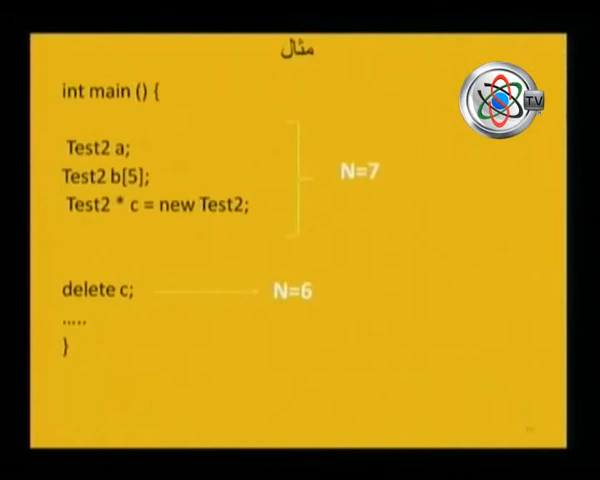 مثال
TV
int main () {
Test2 a;
Test2 b[5];
Test2 * c = new Test2;
N=7
delete c;
N=6
.....
}